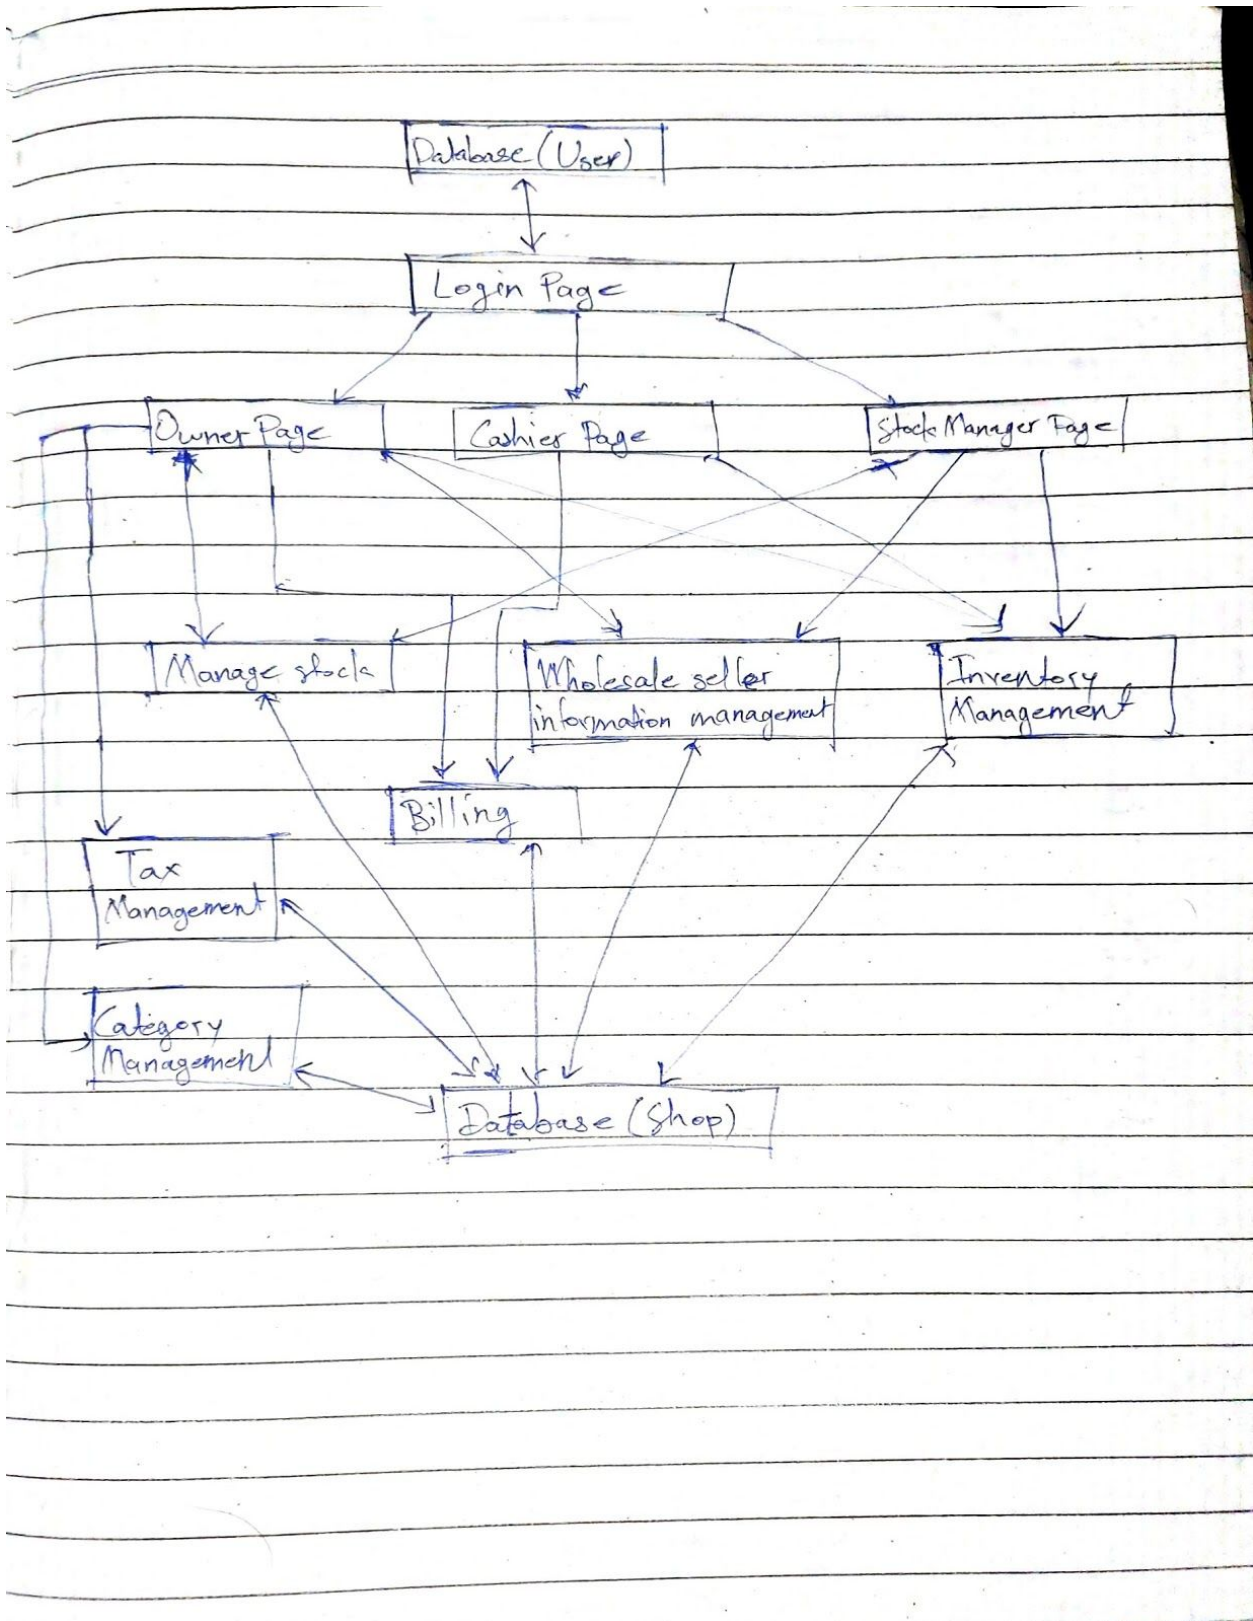 Database (User)
Login Page
Owner Page
Cashier Page
Stock Manager Page
Manage stock
Wholesale seller
information management
Inventory
Management
Billing
Tax
Management
Category
Management
Database (Shop)